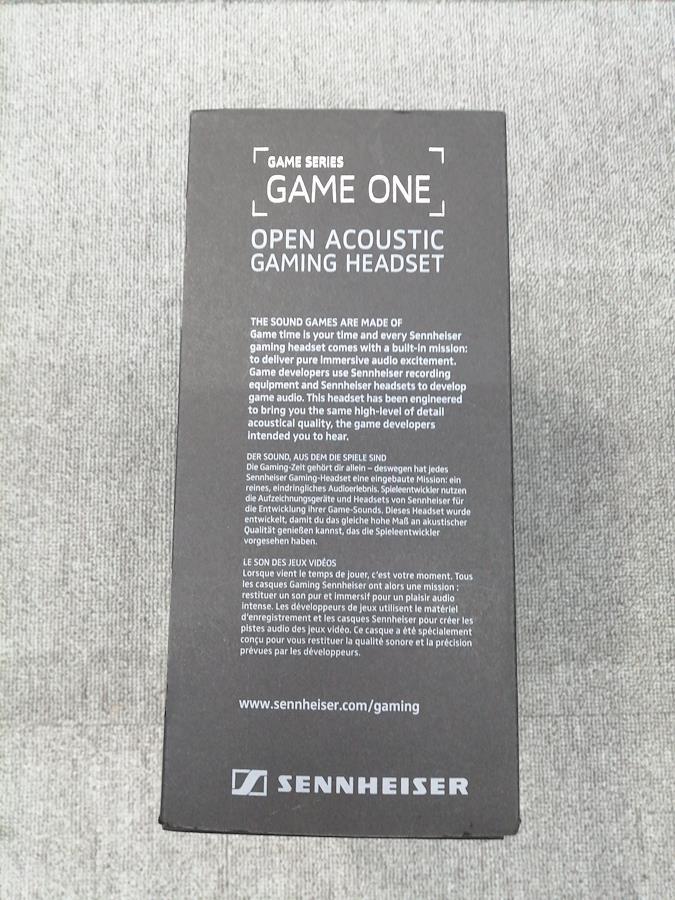 GAME SERIES
GAME ONE
OPEN ACOUSTIC
GAMING HEADSET
THE SOUND GAMES ARE MADE OF
Game time is your time and every Sennheiser
gaming headset comes with a built-in mission:
to deliver pure immersive audio excitement.
Game developers use Sennheiser recording
equipment and Sennheiser headsets to develop
game audio. This headset has been engineered
to bring you the same high-level of detail
acoustical quality, the game developers
intended you to hear.
DER SOUND, AUS DEM DIE SPIELE SIND
Die Gaming-Zeit gehört dir allein – deswegen hat jedes
Sennheiser Gaming-Headset eine eingebaute Mission: ein
reines, eindringliches Audioerlebnis. Spieleentwickler nutzen
die Aufzeichnungsgeräte und Headsets von Sennheiser für
die Entwicklung ihrer Game-Sounds. Dieses Headset wurde
entwickelt, damit du das gleiche hohe Maß an akustischer
Qualität genießen kannst, das die Spieleentwickler
vorgesehen haben.
LE SON DES JEUX VIDÉOS
Lorsque vient le temps de jouer, c'est votre moment. Tous
les casques Gaming Sennheiser ont alors une mission :
restituer un son pur et immersif pour un plaisir audio
intense. Les développeurs de jeux utilisent le matériel
d'enregistrement et les casques Sennheiser pour créer les
pistes audio des jeux vidéo. Ce casque a été spécialement
conçu pour vous restituer la qualité sonore et la précision
prévues par les développeurs.
www.sennheiser.com/gaming
SENNHEISER